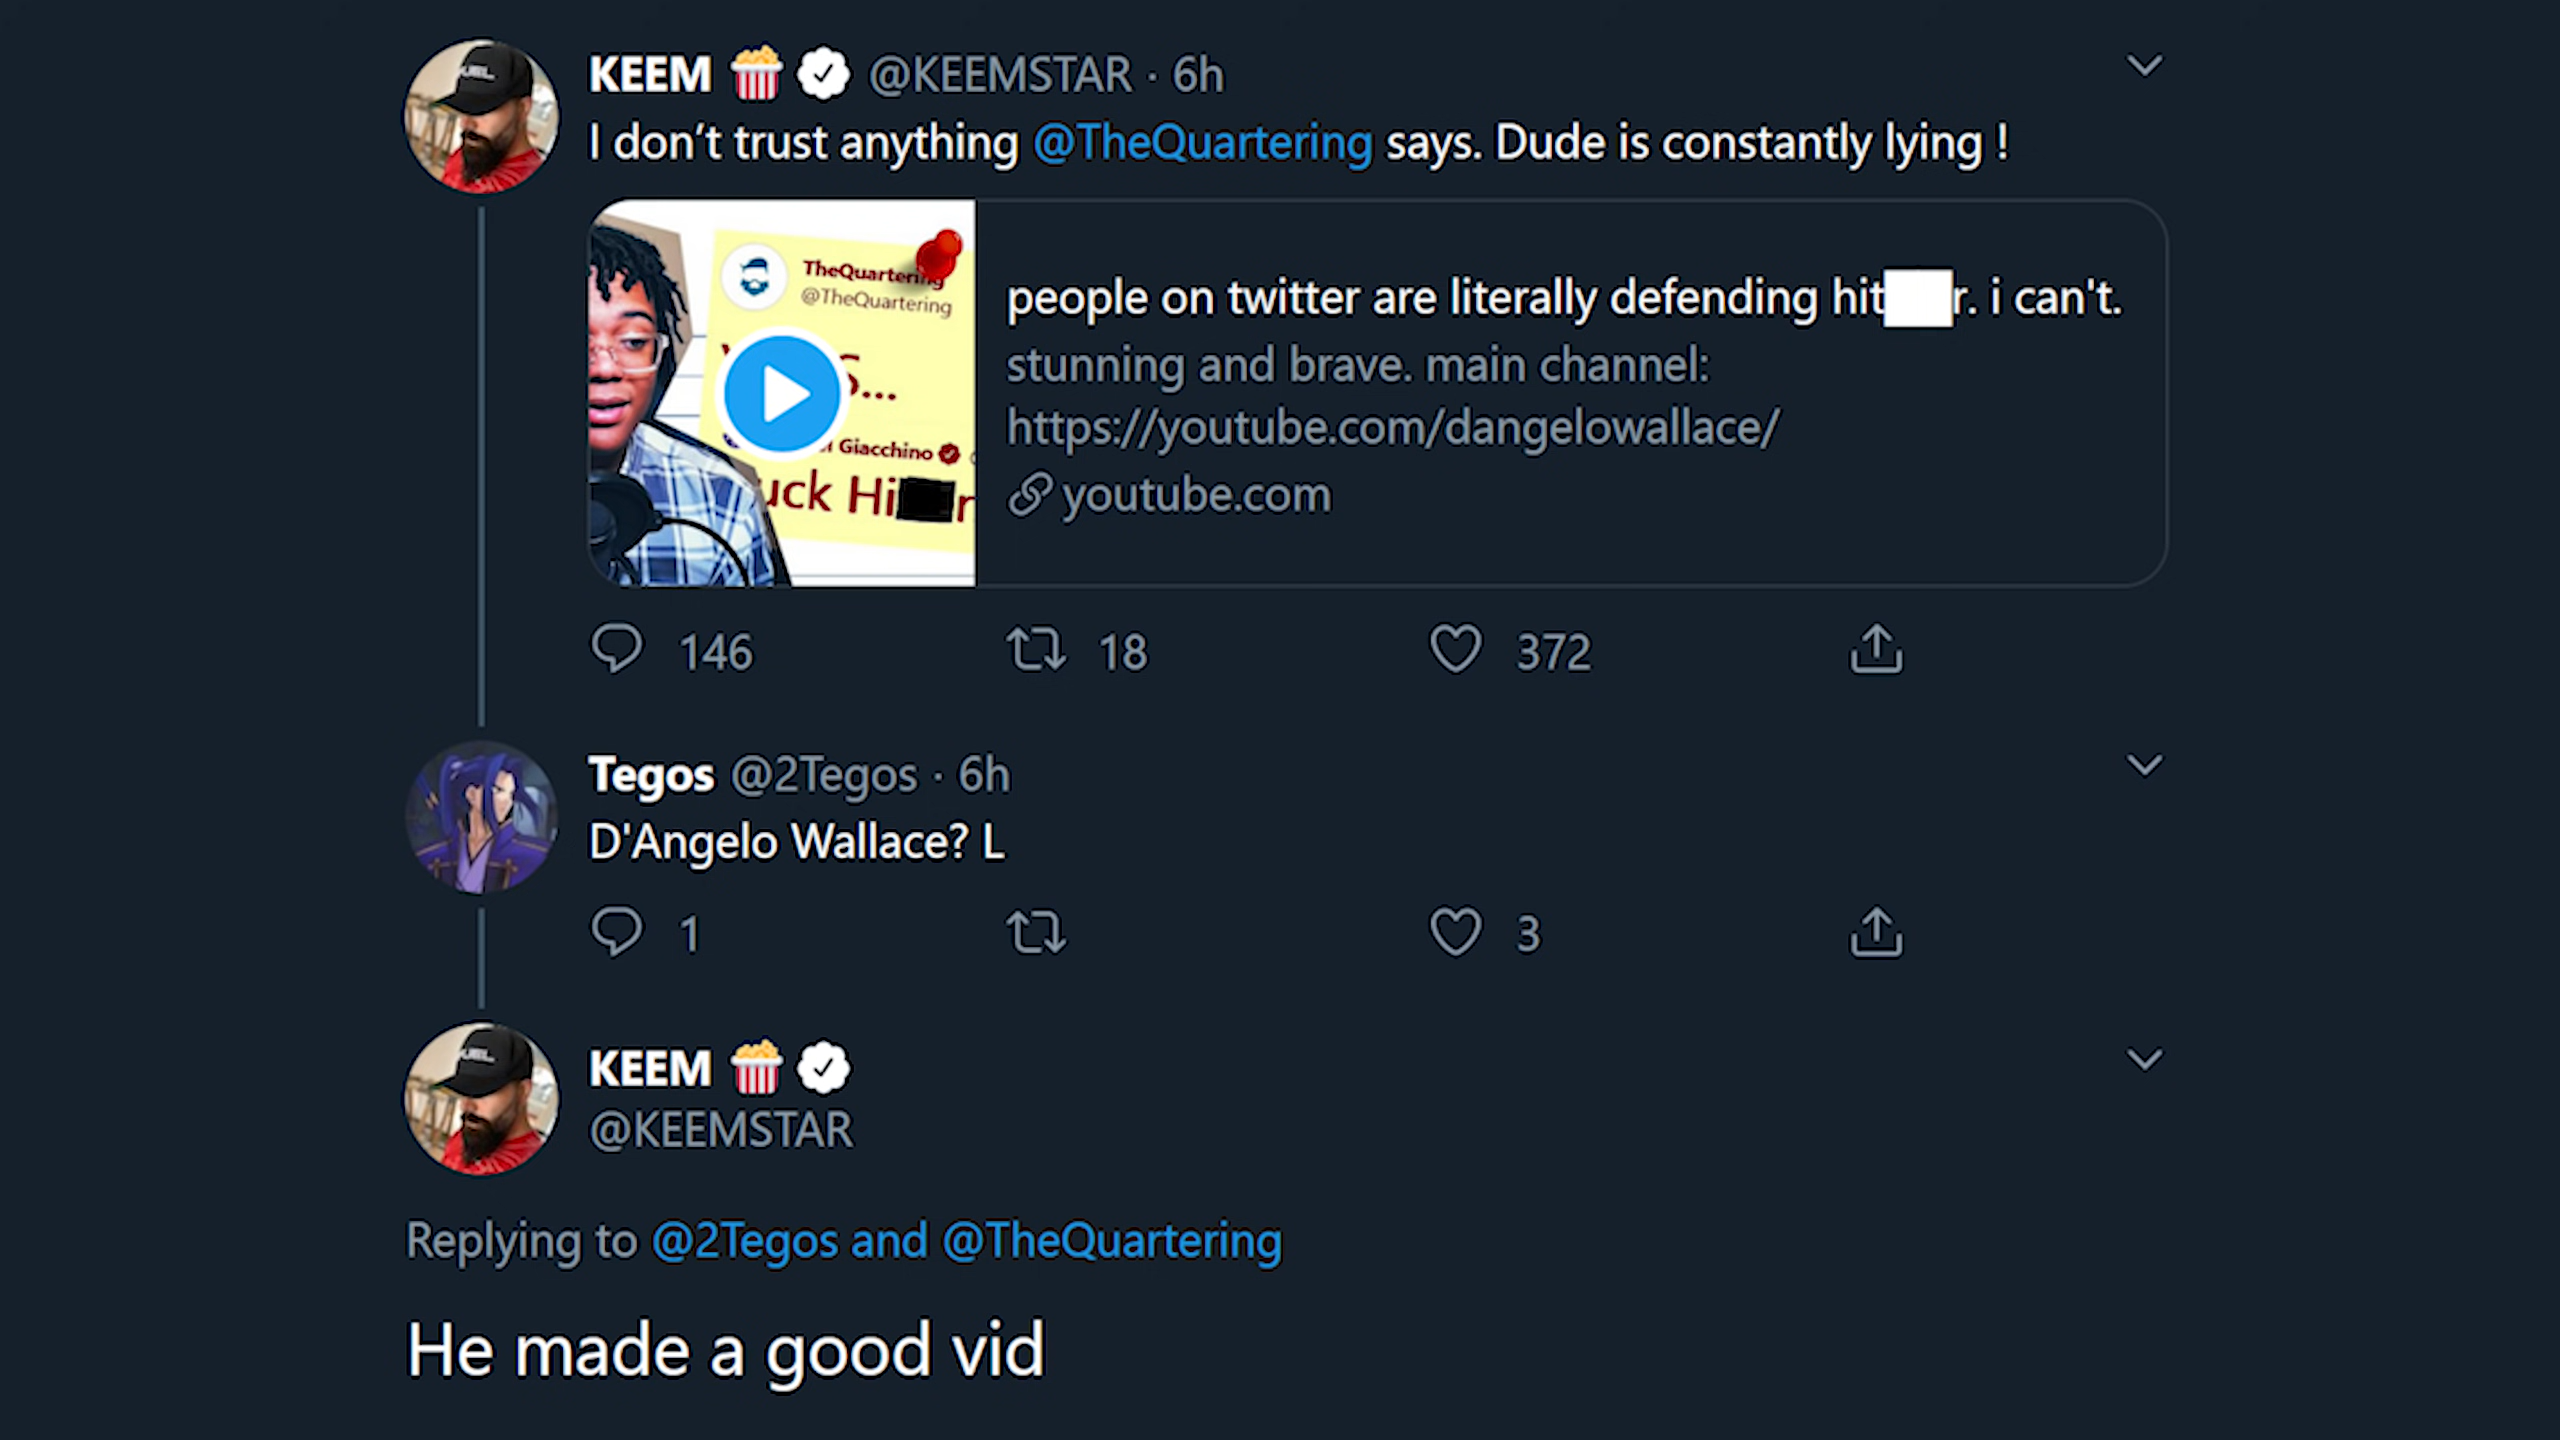 KEEM @KEEMSTAR · 6h
I don't trust anything @TheQuartering says. Dude is constantly lying !
TheQuartering
@TheQuartering
S...
Giacchino
uck Hi r
people on twitter are literally defending hit r. i can't.
stunning and brave. main channel:
https://youtube.com/dangelowallace/
youtube.com
146 18 372
Tegos @2Tegos · 6h
D'Angelo Wallace? L
1 3
KEEM
@KEEMSTAR
Replying to @2Tegos and @TheQuartering
He made a good vid